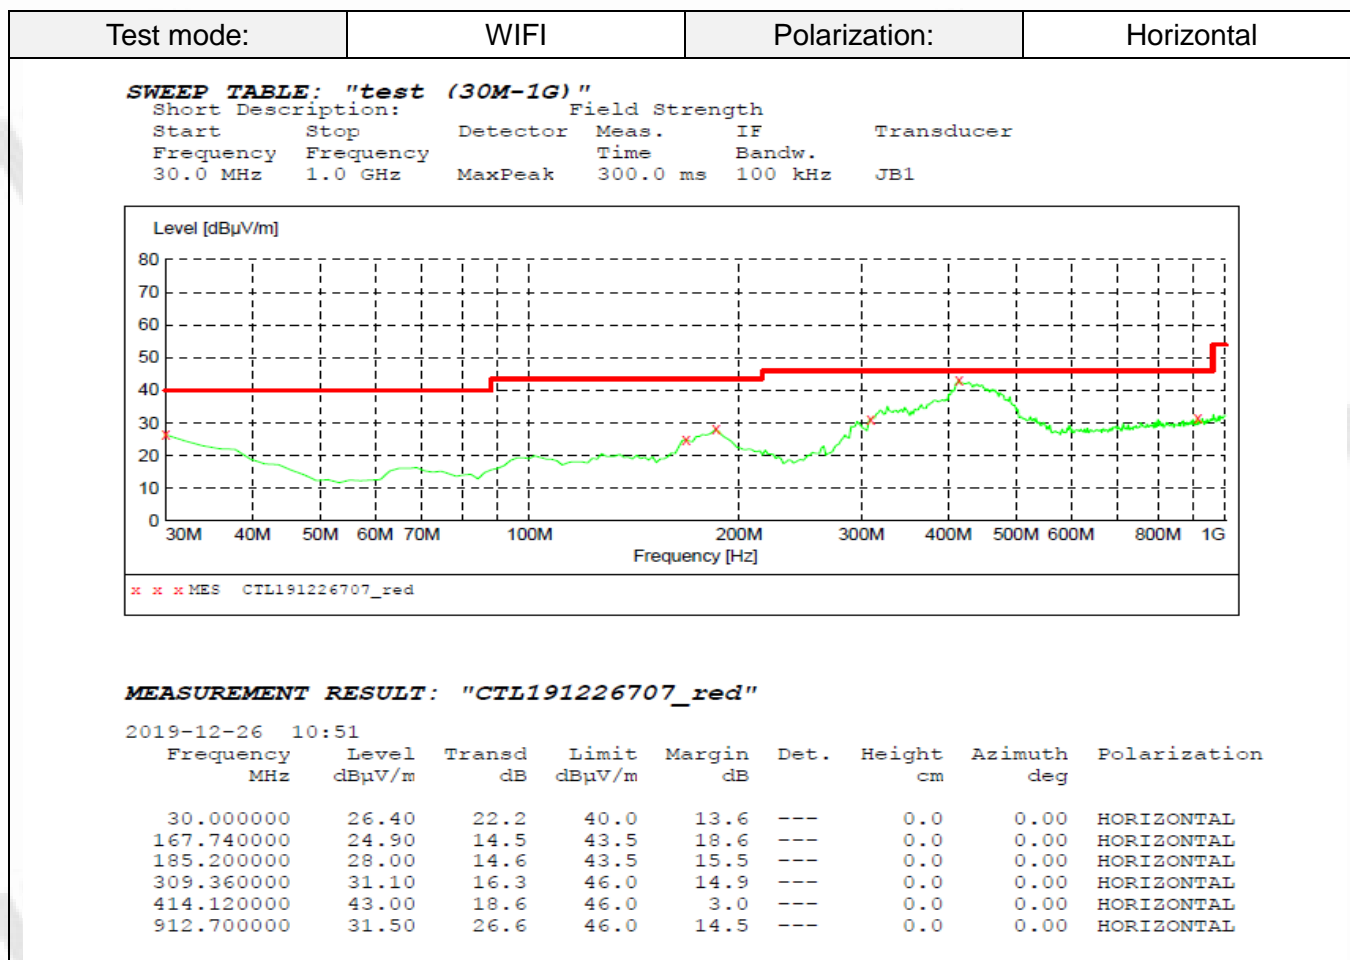 Test mode: WIFI Polarization: Horizontal
SWEEP TABLE: "test (30M-1G)"
Short Description: Field Strength
Start Stop Detector Meas. IF Transducer
Frequency Frequency Time Bandw.
30.0 MHz 1.0 GHz MaxPeak 300.0 ms 100 kHz JB1
Level [dBµV/m]
80
70
60
50
40
30
20
10
0
30M 40M 50M 60M 70M 100M 200M 300M 400M 500M 600M 800M 1G
Frequency [Hz]
x x x MES CTL191226707_red
MEASUREMENT RESULT: "CTL191226707_red"
2019-12-26 10:51
Frequency Level Transd Limit Margin Det. Height Azimuth Polarization
MHz dBµV/m dB dBµV/m dB cm deg
30.000000 26.40 22.2 40.0 13.6 --- 0.0 0.00 HORIZONTAL
167.740000 24.90 14.5 43.5 18.6 --- 0.0 0.00 HORIZONTAL
185.200000 28.00 14.6 43.5 15.5 --- 0.0 0.00 HORIZONTAL
309.360000 31.10 16.3 46.0 14.9 --- 0.0 0.00 HORIZONTAL
414.120000 43.00 18.6 46.0 3.0 --- 0.0 0.00 HORIZONTAL
912.700000 31.50 26.6 46.0 14.5 --- 0.0 0.00 HORIZONTAL